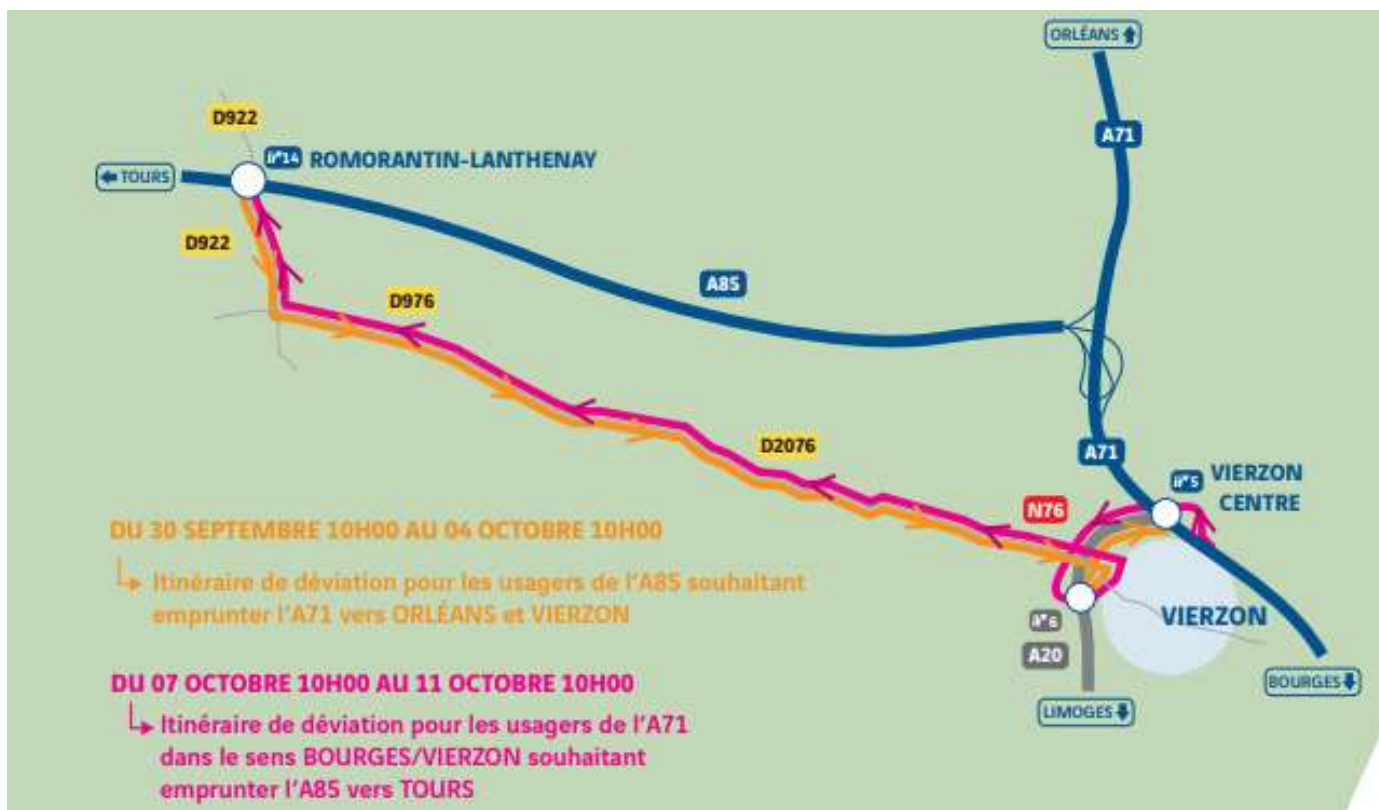 ORLÉANS
D922
A71
N°14 ROMORANTIN-LANTHENAY
TOURS
D922
A85
D976
D2076
A71
N°5 VIERZON
CENTRE
N76
DU 30 SEPTEMBRE 10H00 AU 04 OCTOBRE 10H00
Itinéraire de déviation pour les usagers de l'A85 souhaitant
emprunter l'A71 vers ORLÉANS et VIERZON
VIERZON
N°6
A20
BOURGES
LIMOGES
DU 07 OCTOBRE 10H00 AU 11 OCTOBRE 10H00
Itinéraire de déviation pour les usagers de l'A71
dans le sens BOURGES/VIERZON souhaitant
emprunter l'A85 vers TOURS